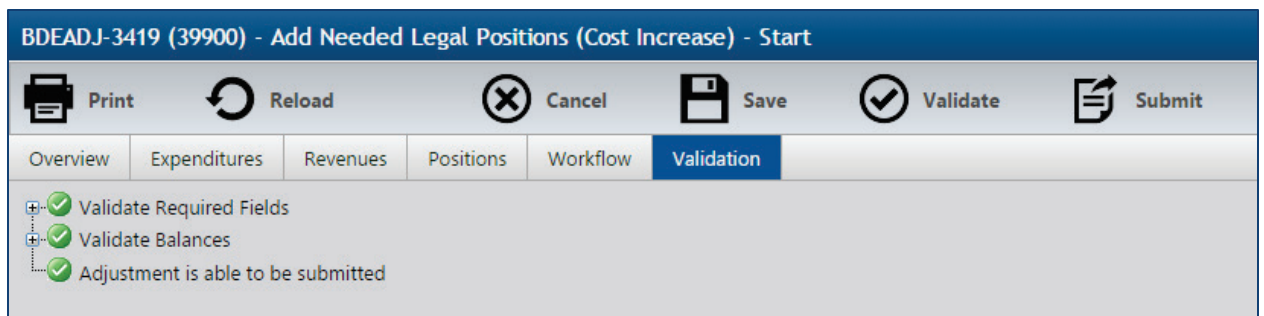 BDEADJ-3419 (39900) - Add Needed Legal Positions (Cost Increase) - Start
Print Reload Cancel Save Validate Submit
Overview Expenditures Revenues Positions Workflow Validation
Validate Required Fields
Validate Balances
Adjustment is able to be submitted